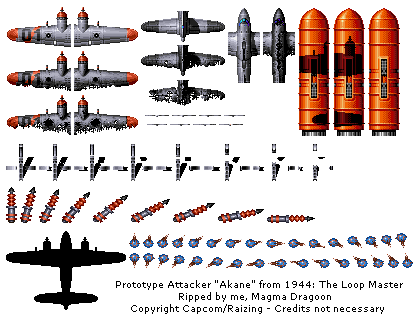 Prototype Attacker "Akane" from 1944: The Loop Master
Ripped by me, Magma Dragoon
Copyright Capcom/Raizing - Credits not necessary